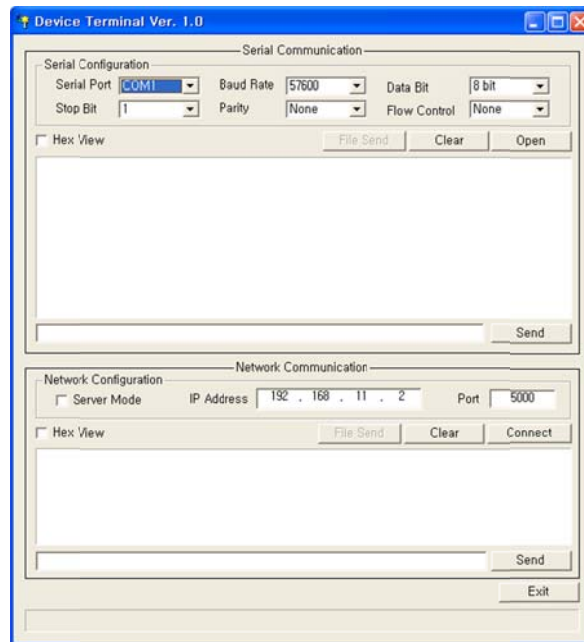 Device Terminal Ver. 1.0
Serial Communication
Serial Configuration
Serial Port COM1 Baud Rate 57600 Data Bit 8 bit
Stop Bit 1 Parity None Flow Control None
Hex View File Send Clear Open
Send
Network Communication
Network Configuration
Server Mode IP Address 192 . 168 . 11 . 2 Port 5000
Hex View File Send Clear Connect
Send
Exit